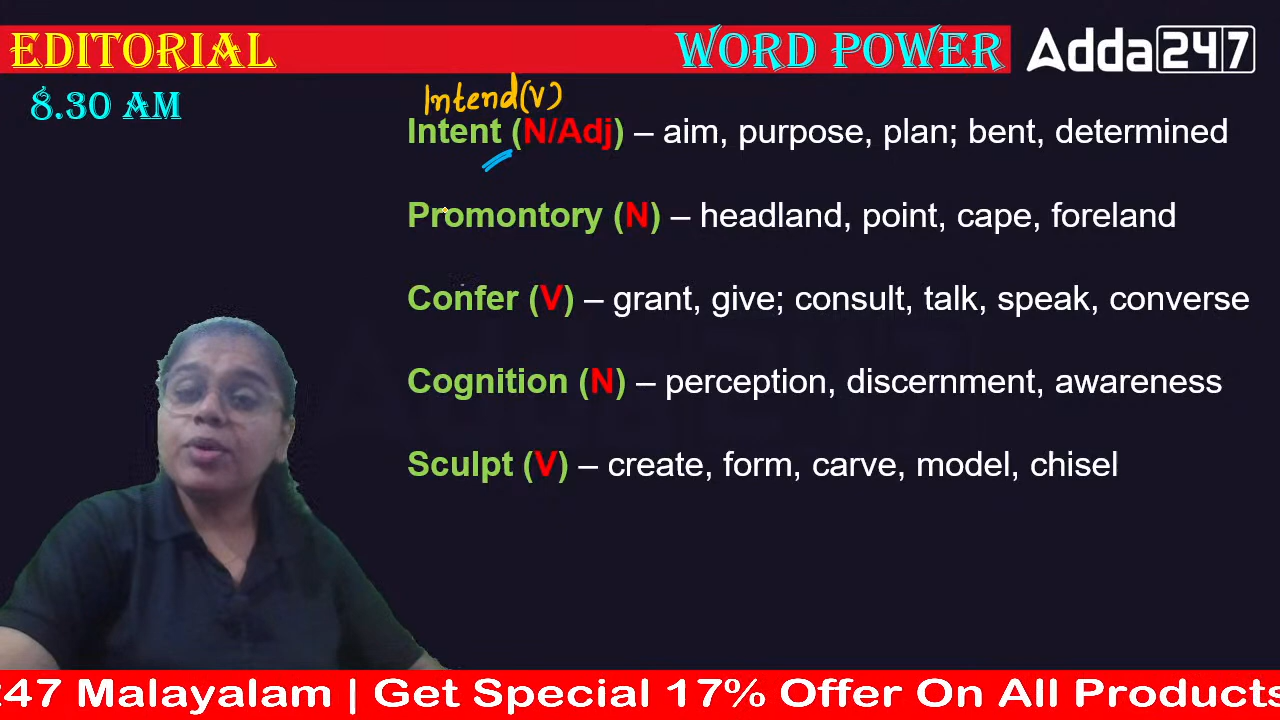 EDITORIAL
WORD POWER
Adda247
8.30 AM
Intend(V)
Intent (N/Adj) – aim, purpose, plan; bent, determined
Promontory (N) – headland, point, cape, foreland
Confer (V) – grant, give; consult, talk, speak, converse
Cognition (N) – perception, discernment, awareness
Sculpt (V) – create, form, carve, model, chisel
247 Malayalam | Get Special 17% Offer On All Products